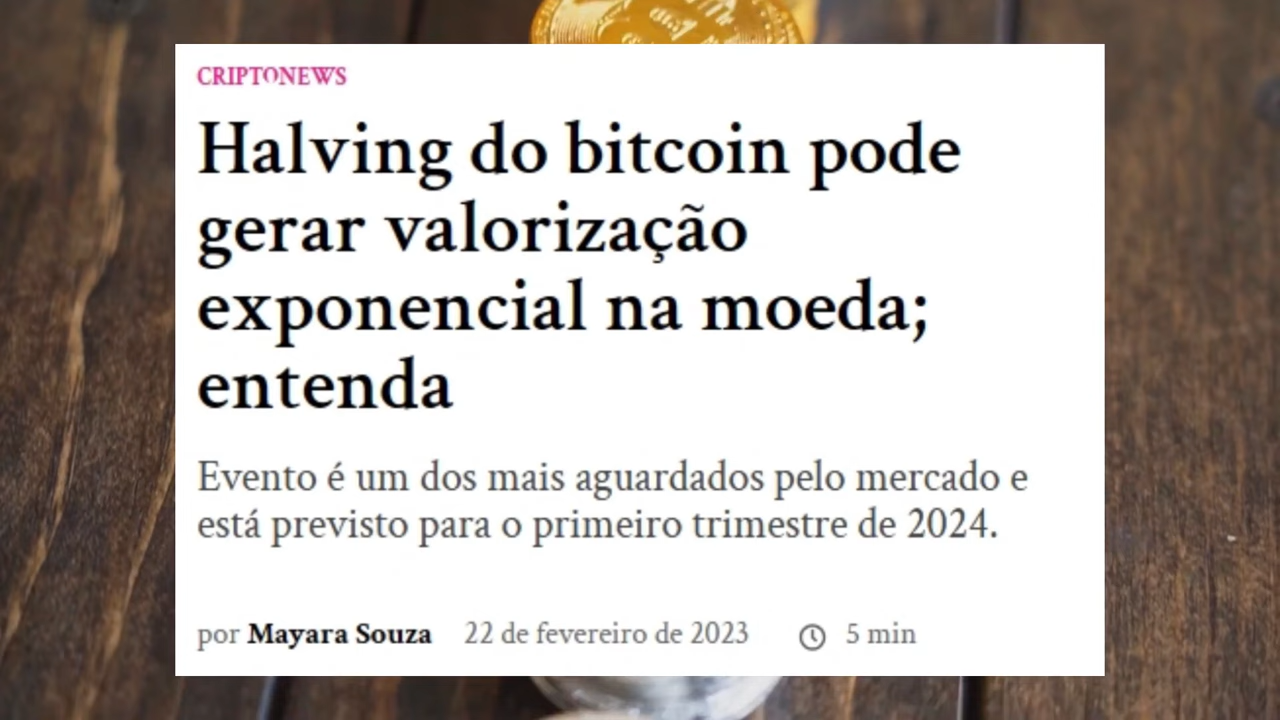 CRIPTONEWS
Halving do bitcoin pode
gerar valorização
exponencial na moeda;
entenda
Evento é um dos mais aguardados pelo mercado e
está previsto para o primeiro trimestre de 2024.
por Mayara Souza 22 de fevereiro de 2023 5 min